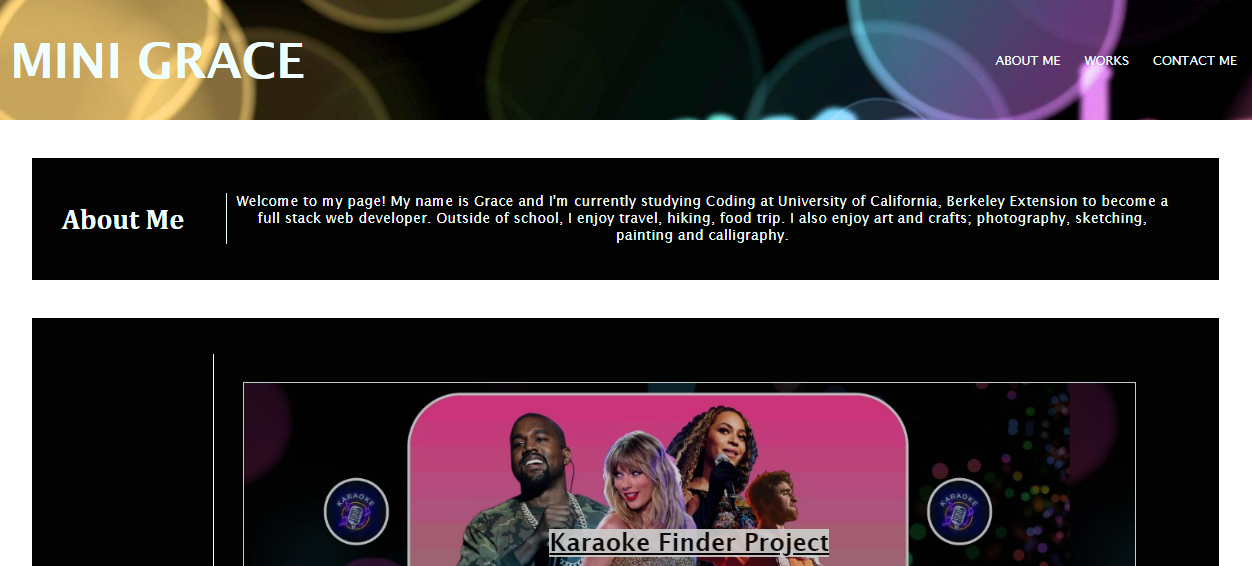 MINI GRACE
ABOUT ME WORKS CONTACT ME
About Me
Welcome to my page! My name is Grace and I'm currently studying Coding at University of California, Berkeley Extension to become a
full stack web developer. Outside of school, I enjoy travel, hiking, food trip. I also enjoy art and crafts; photography, sketching,
painting and calligraphy.
KARAOKE
KARAOKE
Karaoke Finder Project